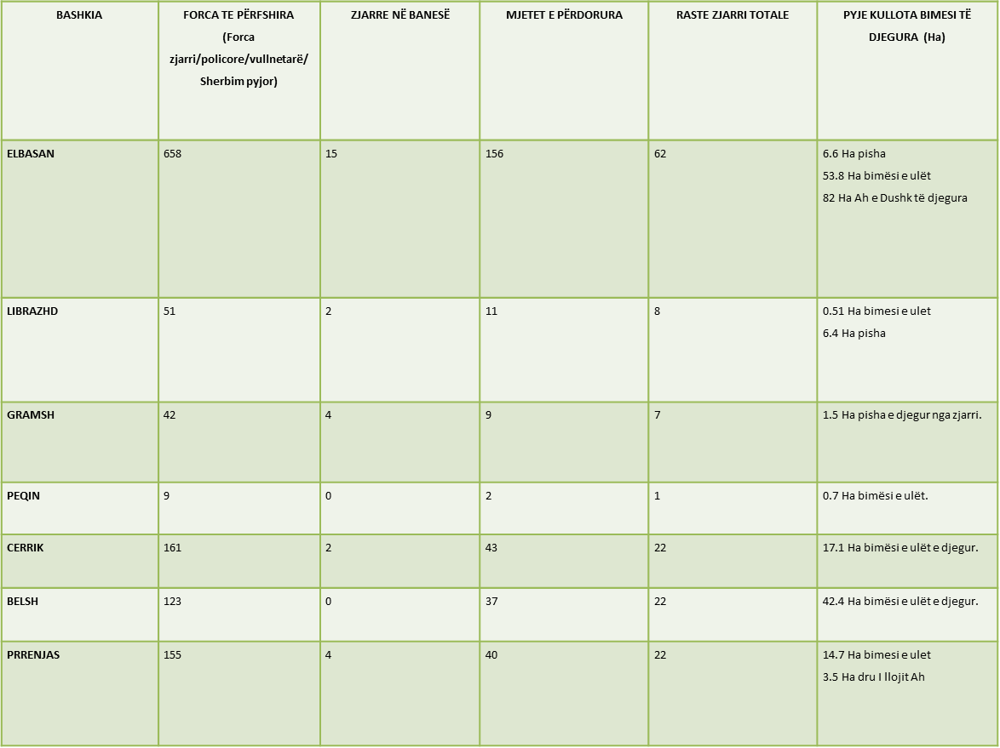 BASHKIA
FORCA TE PËRFSHIRA
(Forca
zjarri/policore/vullnetarë/
Sherbim pyjor)
ZJARRE NË BANESË
MJETET E PËRDORURA
RASTE ZJARRI TOTALE
PYJE KULLOTA BIMESI TË
DJEGURA (Ha)
ELBASAN
658
15
156
62
6.6 Ha pisha
53.8 Ha bimësi e ulët
82 Ha Ah e Dushk të djegura
LIBRAZHD
51
2
11
8
0.51 Ha bimesi e ulet
6.4 Ha pisha
GRAMSH
42
4
9
7
1.5 Ha pisha e djegur nga zjarri.
PEQIN
9
0
2
1
0.7 Ha bimësi e ulët.
CERRIK
161
2
43
22
17.1 Ha bimësi e ulët e djegur.
BELSH
123
0
37
22
42.4 Ha bimësi e ulët e djegur.
PRRENJAS
155
4
40
22
14.7 Ha bimesi e ulet
3.5 Ha dru I llojit Ah